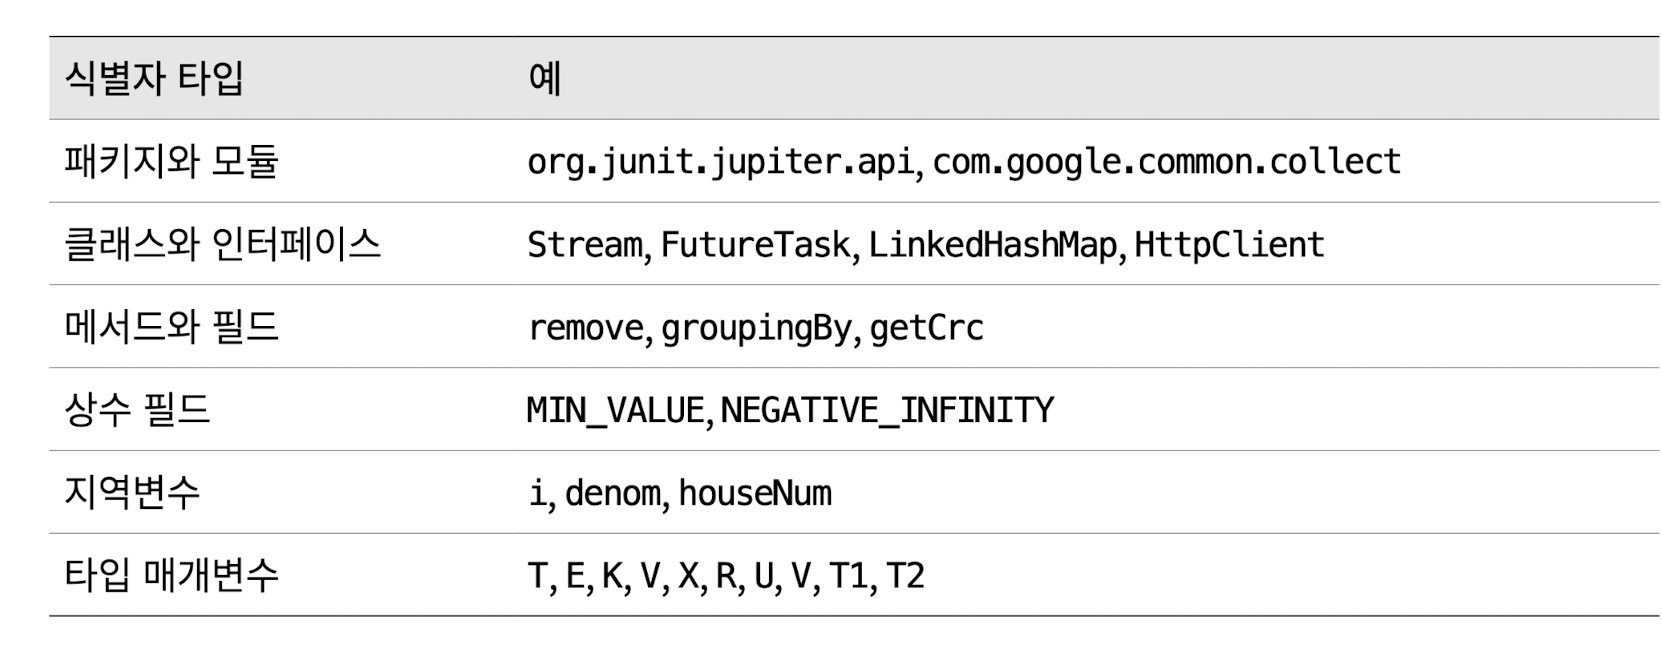 식별자 타입 예
패키지와 모듈 org.junit.jupiter.api, com.google.common.collect
클래스와 인터페이스 Stream, FutureTask, LinkedHashMap, HttpClient
메서드와 필드 remove, groupingBy, getCrc
상수 필드 MIN_VALUE, NEGATIVE_INFINITY
지역변수 i, denom, houseNum
타입 매개변수 T, E, K, V, X, R, U, V, T1, T2